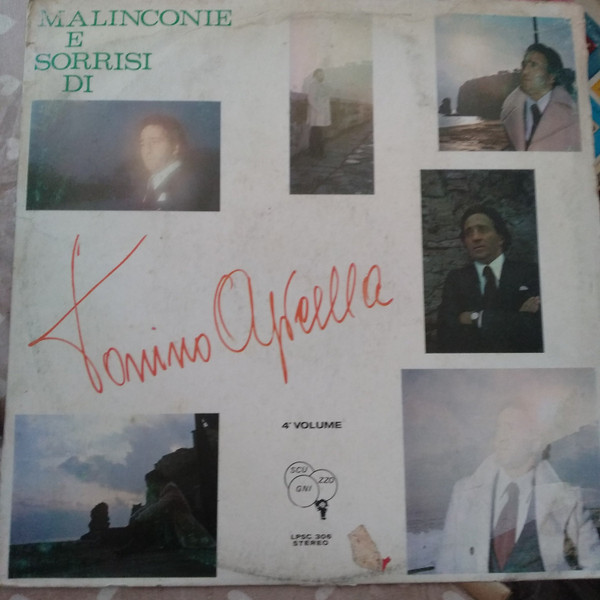 MALINCONIE
E
SORRISI
DI
Tonino Apicella
4° VOLUME
SCU
GNI
ZZO
LPSC 306
STEREO